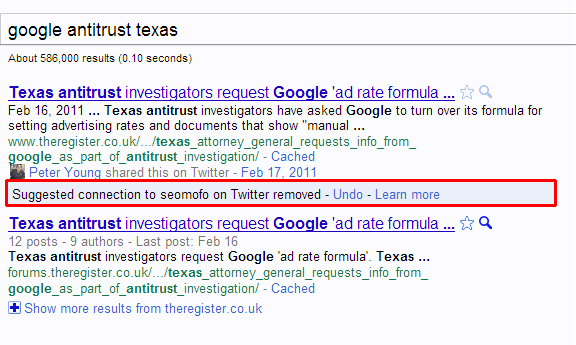 google antitrust texas
About 586,000 results (0.10 seconds)
Texas antitrust investigators request Google 'ad rate formula ...
Feb 16, 2011 ... Texas antitrust investigators have asked Google to turn over its formula for
setting advertising rates and documents that show "manual ...
www.theregister.co.uk/.../texas_attorney_general_requests_info_from_
google_as_part_of_antitrust_investigation/ - Cached
Peter Young shared this on Twitter - Feb 17, 2011
Suggested connection to seomofo on Twitter removed - Undo - Learn more
Texas antitrust investigators request Google 'ad rate formula ...
12 posts - 9 authors - Last post: Feb 16
Texas antitrust investigators request Google 'ad rate formula'. Texas ...
forums.theregister.co.uk/.../texas_attorney_general_requests_info_from_
google_as_part_of_antitrust_investigation/ - Cached
Show more results from theregister.co.uk